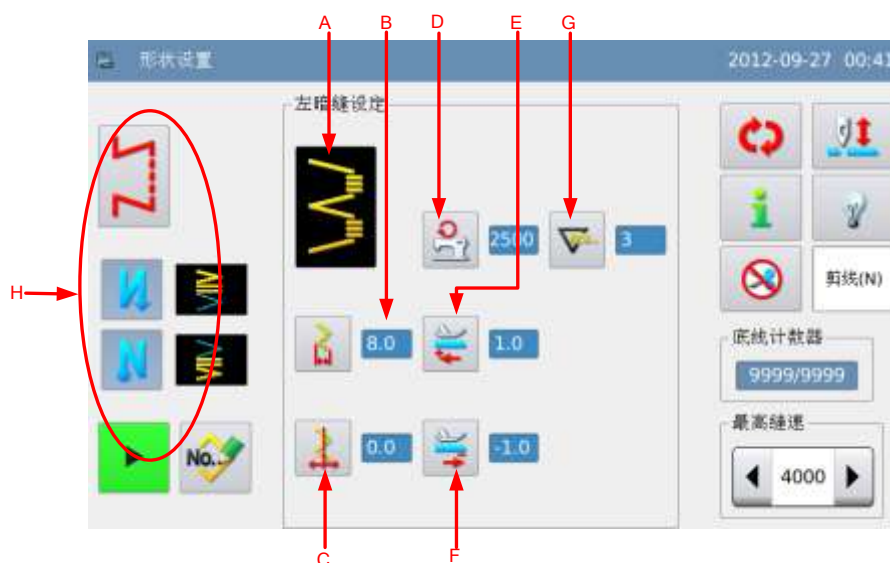 A B D E G
形状设置 2012-09-27 00:41
左暗缝设定
2500 3
H
剪线(N)
8.0 1.0
底线计数器
9999/9999
No...
0.0 -1.0
最高缝速
4000
C F